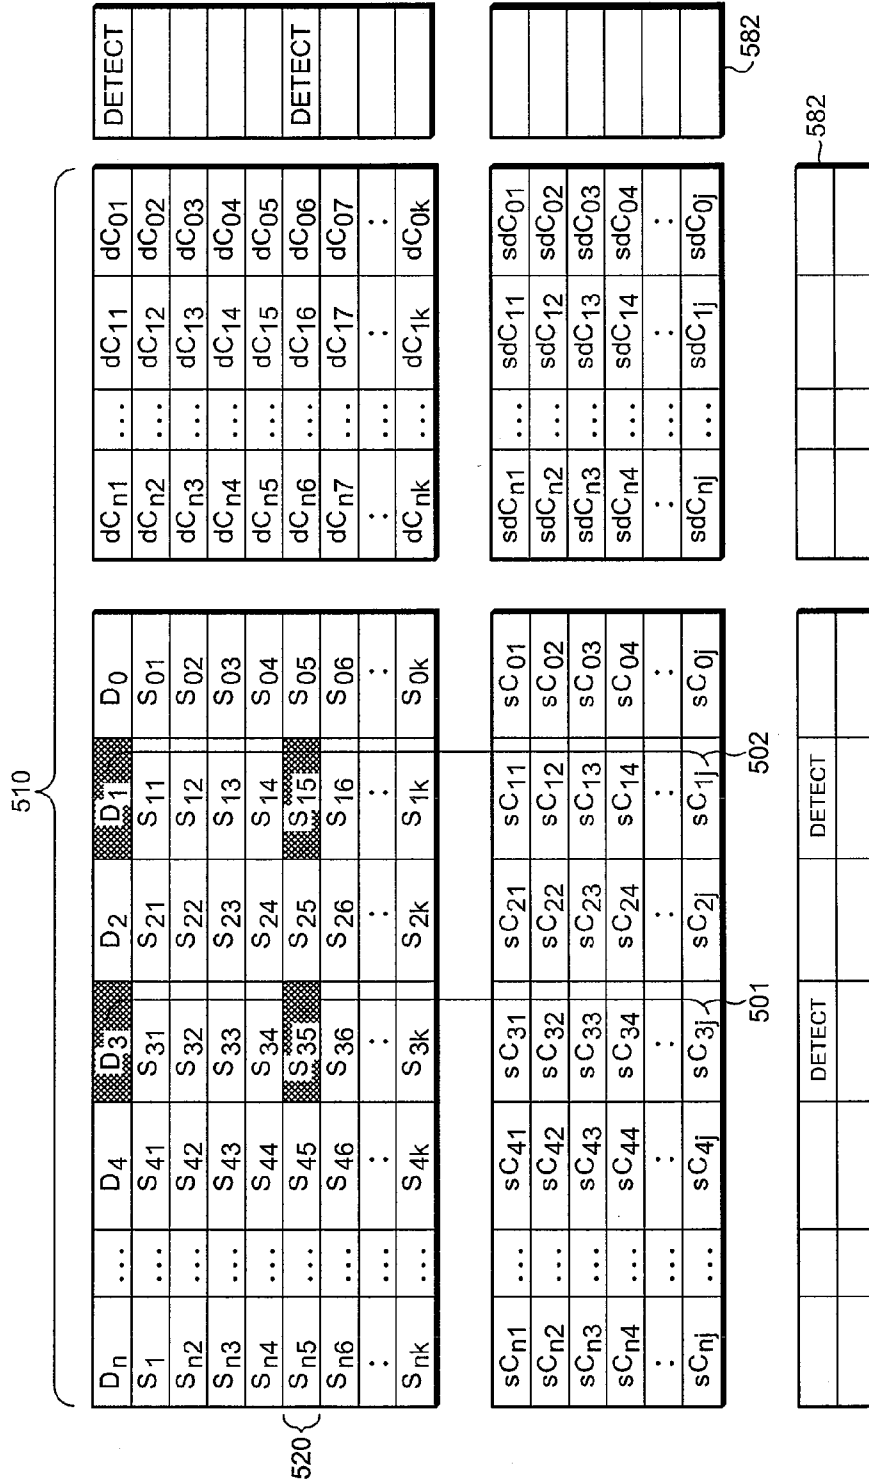 510
D_n ... D_4 D_3 D_2 D_1 D_0 dC_n1 ... dC_11 dC_01 DETECT
S_1 ... S_41 S_31 S_21 S_11 S_01 dC_n2 ... dC_12 dC_02
S_n2 ... S_42 S_32 S_22 S_12 S_02 dC_n3 ... dC_13 dC_03
S_n3 ... S_43 S_33 S_23 S_13 S_03 dC_n4 ... dC_14 dC_04
S_n4 ... S_44 S_34 S_24 S_14 S_04 dC_n5 ... dC_15 dC_05
520 S_n5 ... S_45 S_35 S_25 S_15 S_05 dC_n6 ... dC_16 dC_06 DETECT
S_n6 ... S_46 S_36 S_26 S_16 S_06 dC_n7 ... dC_17 dC_07
: ... : : : : : : ... : :
S_nk ... S_4k S_3k S_2k S_1k S_0k dC_nk ... dC_1k dC_0k
sC_n1 ... sC_41 sC_31 sC_21 sC_11 sC_01 sdC_n1 ... sdC_11 sdC_01
sC_n2 ... sC_42 sC_32 sC_22 sC_12 sC_02 sdC_n2 ... sdC_12 sdC_02
sC_n3 ... sC_43 sC_33 sC_23 sC_13 sC_03 sdC_n3 ... sdC_13 sdC_03
sC_n4 ... sC_44 sC_34 sC_24 sC_14 sC_04 sdC_n4 ... sdC_14 sdC_04
: ... : : : : : : ... : :
sC_nj ... sC_4j sC_3j sC_2j sC_1j sC_0j sdC_nj ... sdC_1j sdC_0j
501 502 582
582
DETECT DETECT